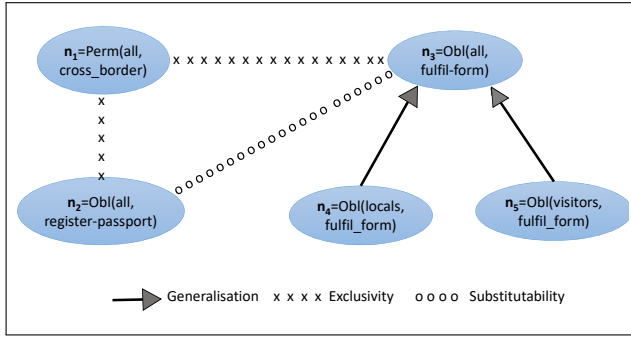 n1=Perm(all,
cross_border)
n3=Obl(all,
fulfil-form)
n2=Obl(all,
register-passport)
n4=Obl(locals,
fulfil_form)
n5=Obl(visitors,
fulfil_form)
Generalisation x x x x Exclusivity o o o o Substitutability